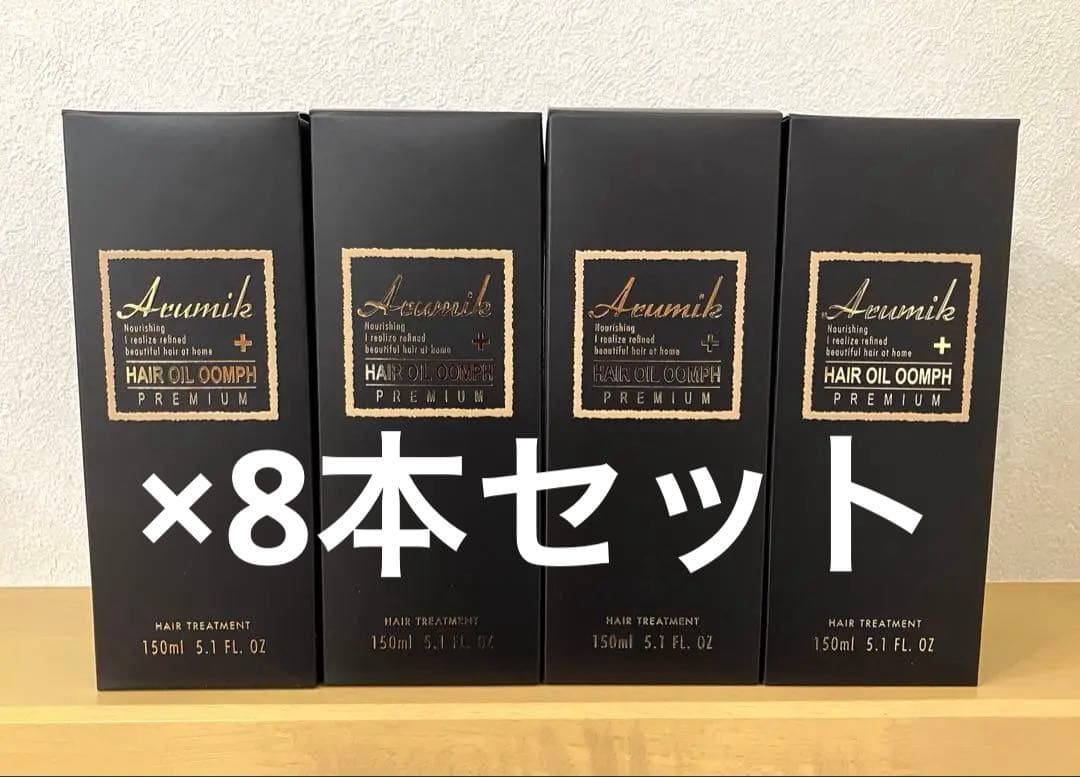 Arumik
Nourishing
I realize refined
beautiful hair at home
+
HAIR OIL OOMPH
PREMIUM
HAIR TREATMENT
150ml 5.1 FL. OZ
Arumik
Nourishing
I realize refined
beautiful hair at home
+
HAIR OIL OOMPH
PREMIUM
HAIR TREATMENT
150ml 5.1 FL. OZ
Arumik
Nourishing
I realize refined
beautiful hair at home
+
HAIR OIL OOMPH
PREMIUM
HAIR TREATMENT
150ml 5.1 FL. OZ
Arumik
Nourishing
I realize refined
beautiful hair at home
+
HAIR OIL OOMPH
PREMIUM
HAIR TREATMENT
150ml 5.1 FL. OZ
×8本セット